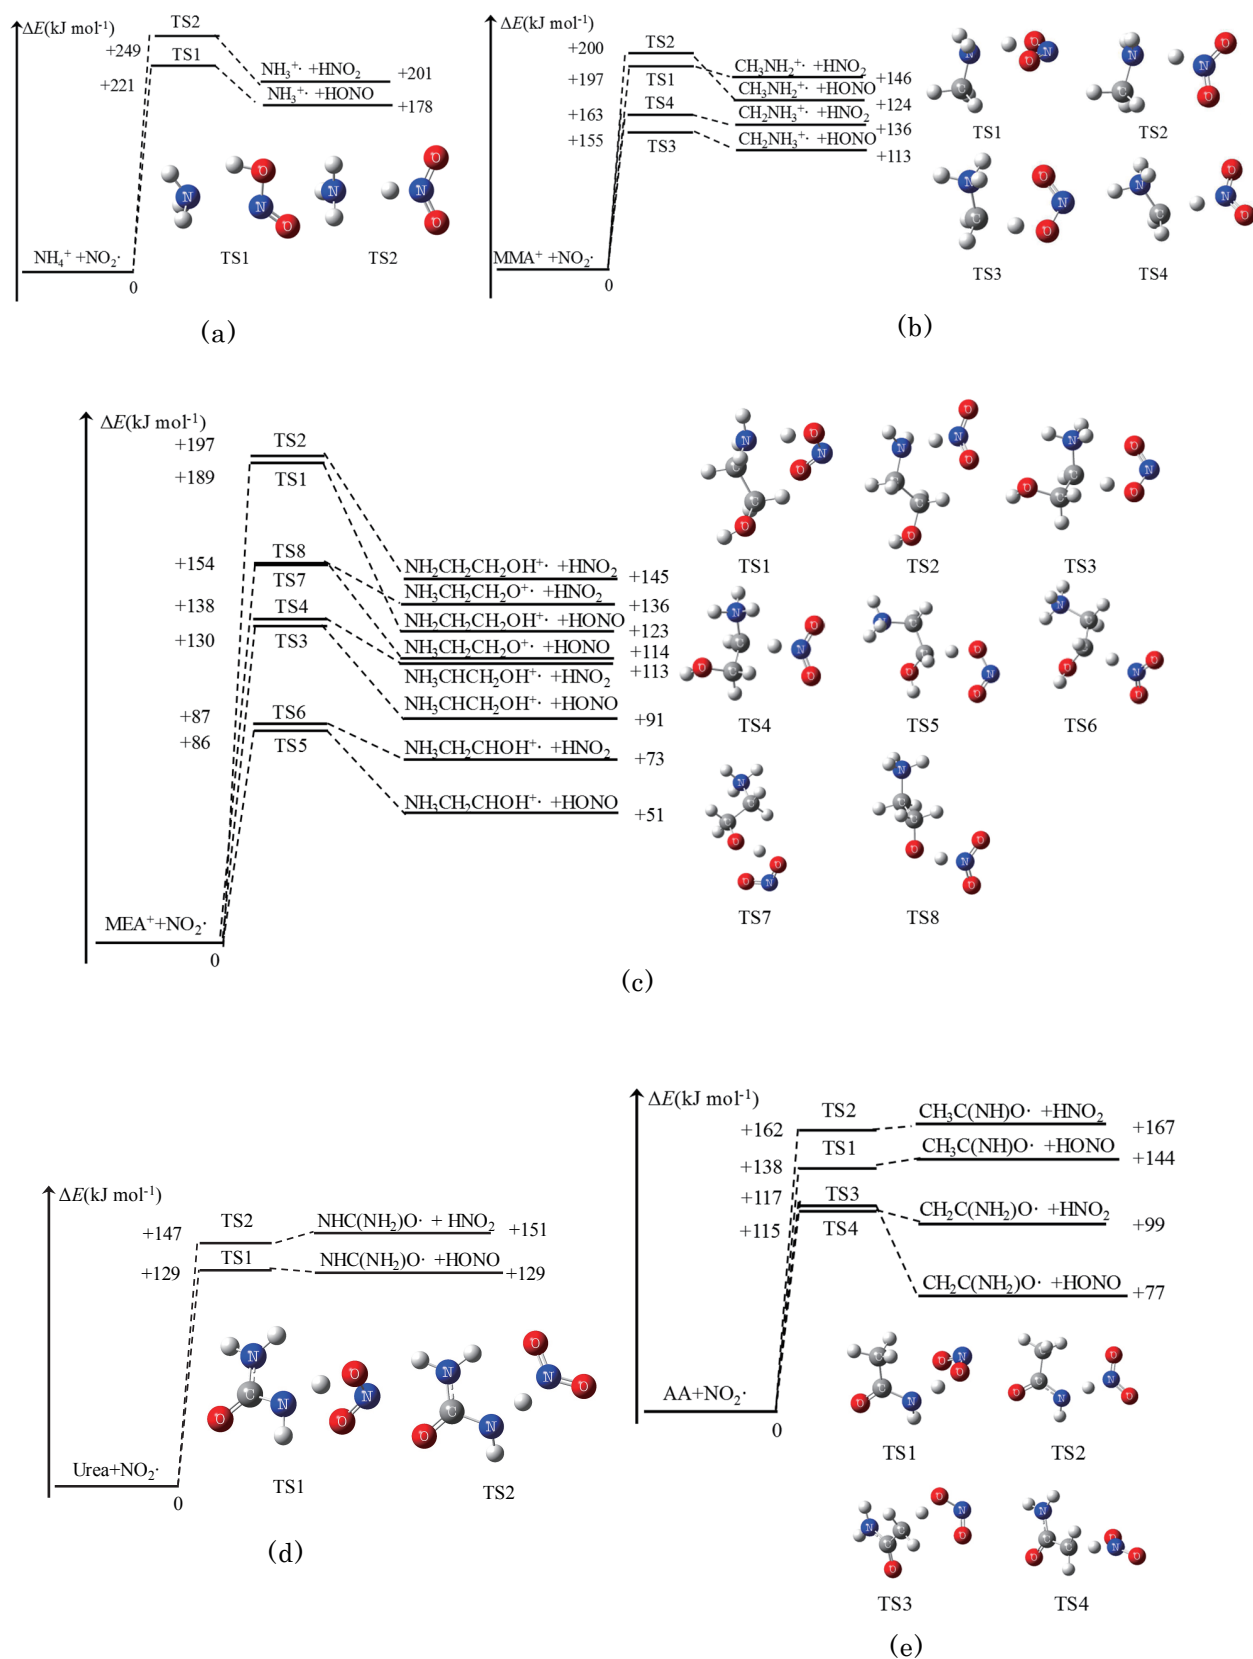 ΔE(kJ mol⁻¹)
TS2
+249
TS1
+221
NH₃⁺· +HNO₂
+201
NH₃⁺· +HONO
+178
NH₄⁺ +NO₂·
0
TS1
TS2
(a)
ΔE(kJ mol⁻¹)
+200
TS2
+197
TS1
+163
TS4
+155
TS3
CH₃NH₂⁺· +HNO₂
+146
CH₃NH₂⁺· +HONO
+124
CH₂NH₃⁺· +HNO₂
+136
CH₂NH₃⁺· +HONO
+113
MMA⁺ +NO₂·
0
TS1
TS2
TS3
TS4
(b)
ΔE(kJ mol⁻¹)
+197
TS2
+189
TS1
+154
TS8
TS7
+138
TS4
+130
TS3
+87
TS6
+86
TS5
NH₂CH₂CH₂OH⁺· +HNO₂
+145
NH₃CH₂CH₂O⁺· +HNO₂
+136
NH₂CH₂CH₂OH⁺· +HONO
+123
NH₃CH₂CH₂O⁺· +HONO
+114
NH₃CHCH₂OH⁺· +HNO₂
+113
NH₃CHCH₂OH⁺· +HONO
+91
NH₃CH₂CHOH⁺· +HNO₂
+73
NH₃CH₂CHOH⁺· +HONO
+51
MEA⁺+NO₂·
0
TS1
TS2
TS3
TS4
TS5
TS6
TS7
TS8
(c)
ΔE(kJ mol⁻¹)
+147
TS2
+129
TS1
NHC(NH₂)O· + HNO₂
+151
NHC(NH₂)O· +HONO
+129
Urea+NO₂·
0
TS1
TS2
(d)
ΔE(kJ mol⁻¹)
+162
TS2
+138
TS1
+117
TS3
+115
TS4
CH₃C(NH)O· +HNO₂
+167
CH₃C(NH)O· +HONO
+144
CH₂C(NH₂)O· +HNO₂
+99
CH₂C(NH₂)O· +HONO
+77
AA+NO₂·
0
TS1
TS2
TS3
TS4
(e)